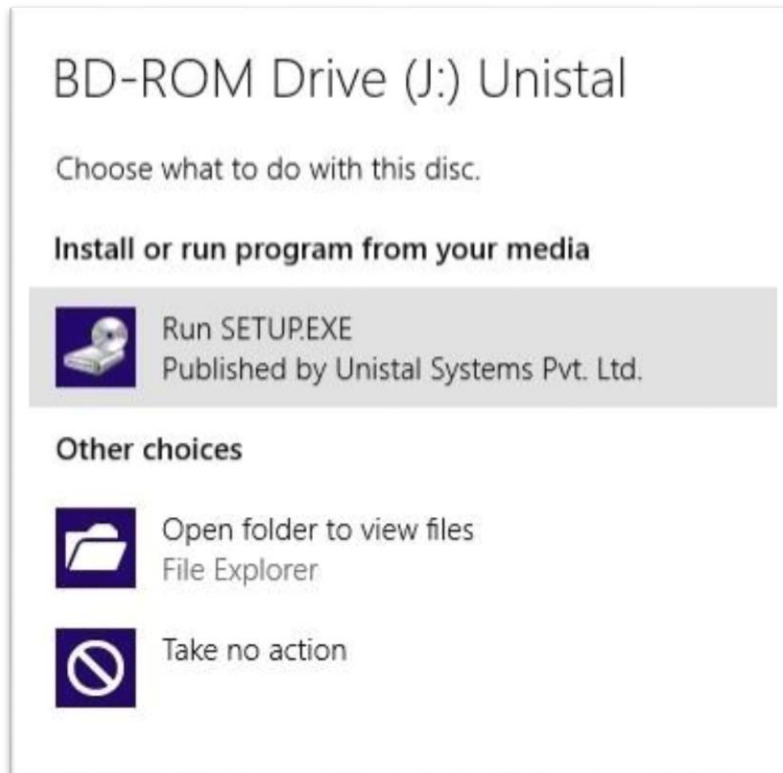 BD-ROM Drive (J:) Unistal
Choose what to do with this disc.
Install or run program from your media
Run SETUP.EXE
Published by Unistal Systems Pvt. Ltd.
Other choices
Open folder to view files
File Explorer
Take no action